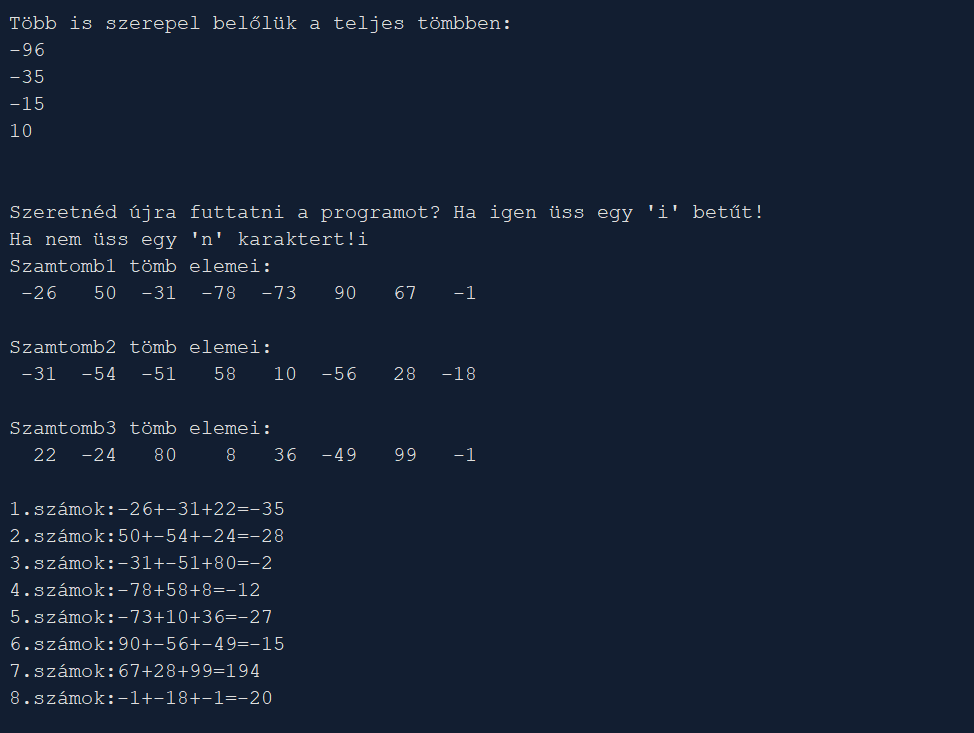 Több is szerepel belőlük a teljes tömbben:
-96
-35
-15
10
Szeretnéd újra futtatni a programot? Ha igen üss egy 'i' betűt!
Ha nem üss egy 'n' karaktert!i
Szamtomb1 tömb elemei:
-26 50 -31 -78 -73 90 67 -1
Szamtomb2 tömb elemei:
-31 -54 -51 58 10 -56 28 -18
Szamtomb3 tömb elemei:
22 -24 80 8 36 -49 99 -1
1.számok:-26+-31+22=-35
2.számok:50+-54+-24=-28
3.számok:-31+-51+80=-2
4.számok:-78+58+8=-12
5.számok:-73+10+36=-27
6.számok:90+-56+-49=-15
7.számok:67+28+99=194
8.számok:-1+-18+-1=-20